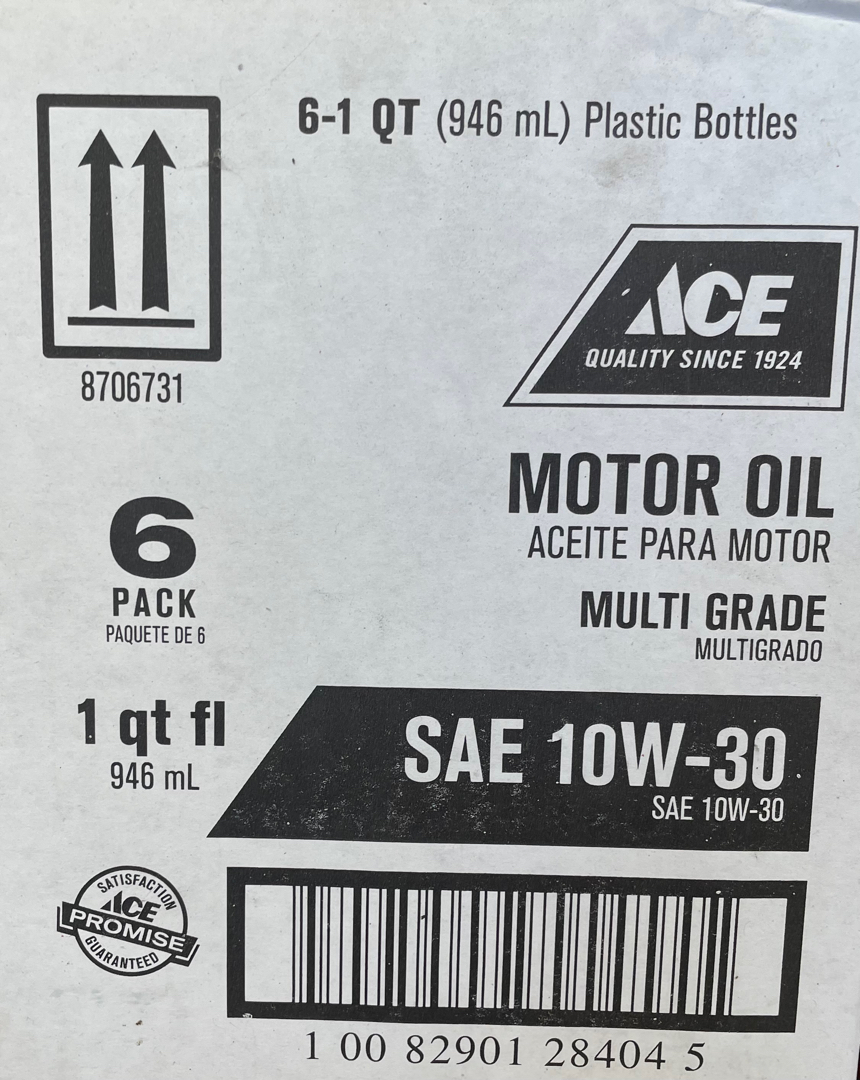 6-1 QT (946 mL) Plastic Bottles
ACE
QUALITY SINCE 1924
8706731
MOTOR OIL
ACEITE PARA MOTOR
6
PACK
PAQUETE DE 6
MULTI GRADE
MULTIGRADO
1 qt fl
946 mL
SAE 10W-30
SAE 10W-30
SATISFACTION
ACE
PROMISE
GUARANTEED
1 00 82901 28404 5